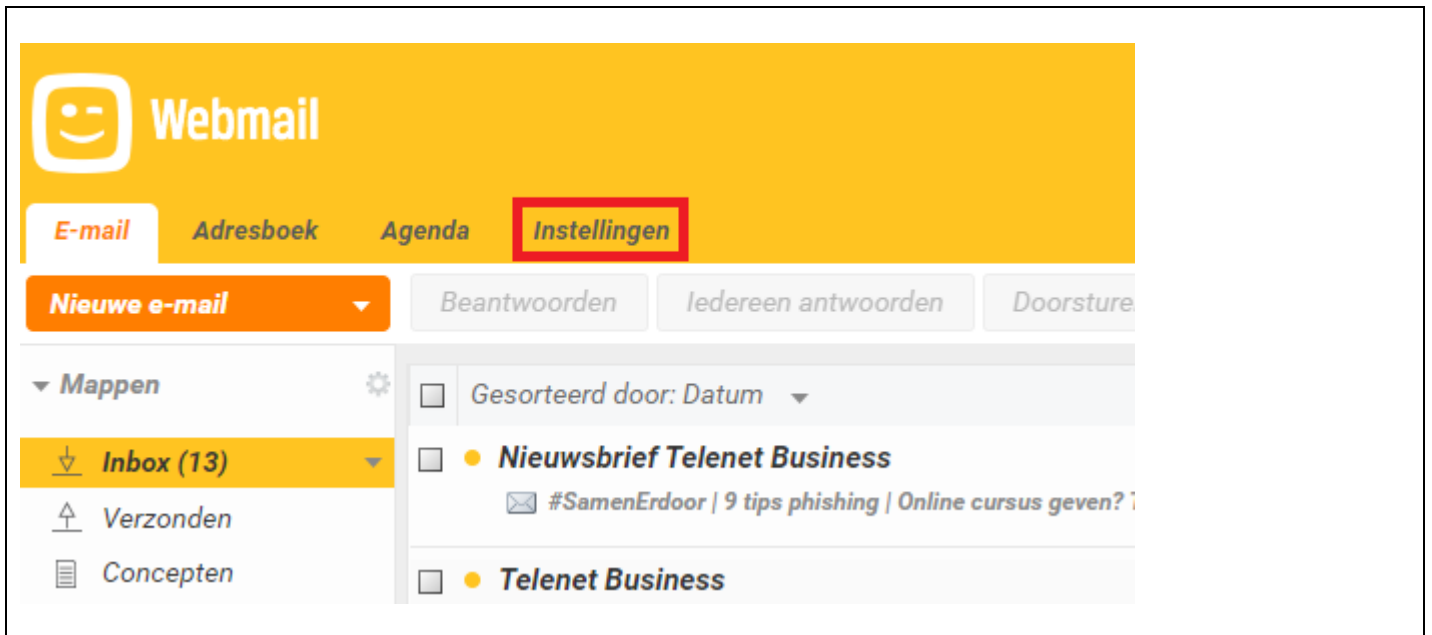 Webmail
E-mail Adresboek Agenda Instellingen
Nieuwe e-mail Beantwoorden Iedereen antwoorden
Mappen Gesorteerd door: Datum
Inbox (13) Nieuwsbrief Telenet Business
#SamenErdoor | 9 tips phishing | Online cursus geven?
Verzonden
Concepten Telenet Business